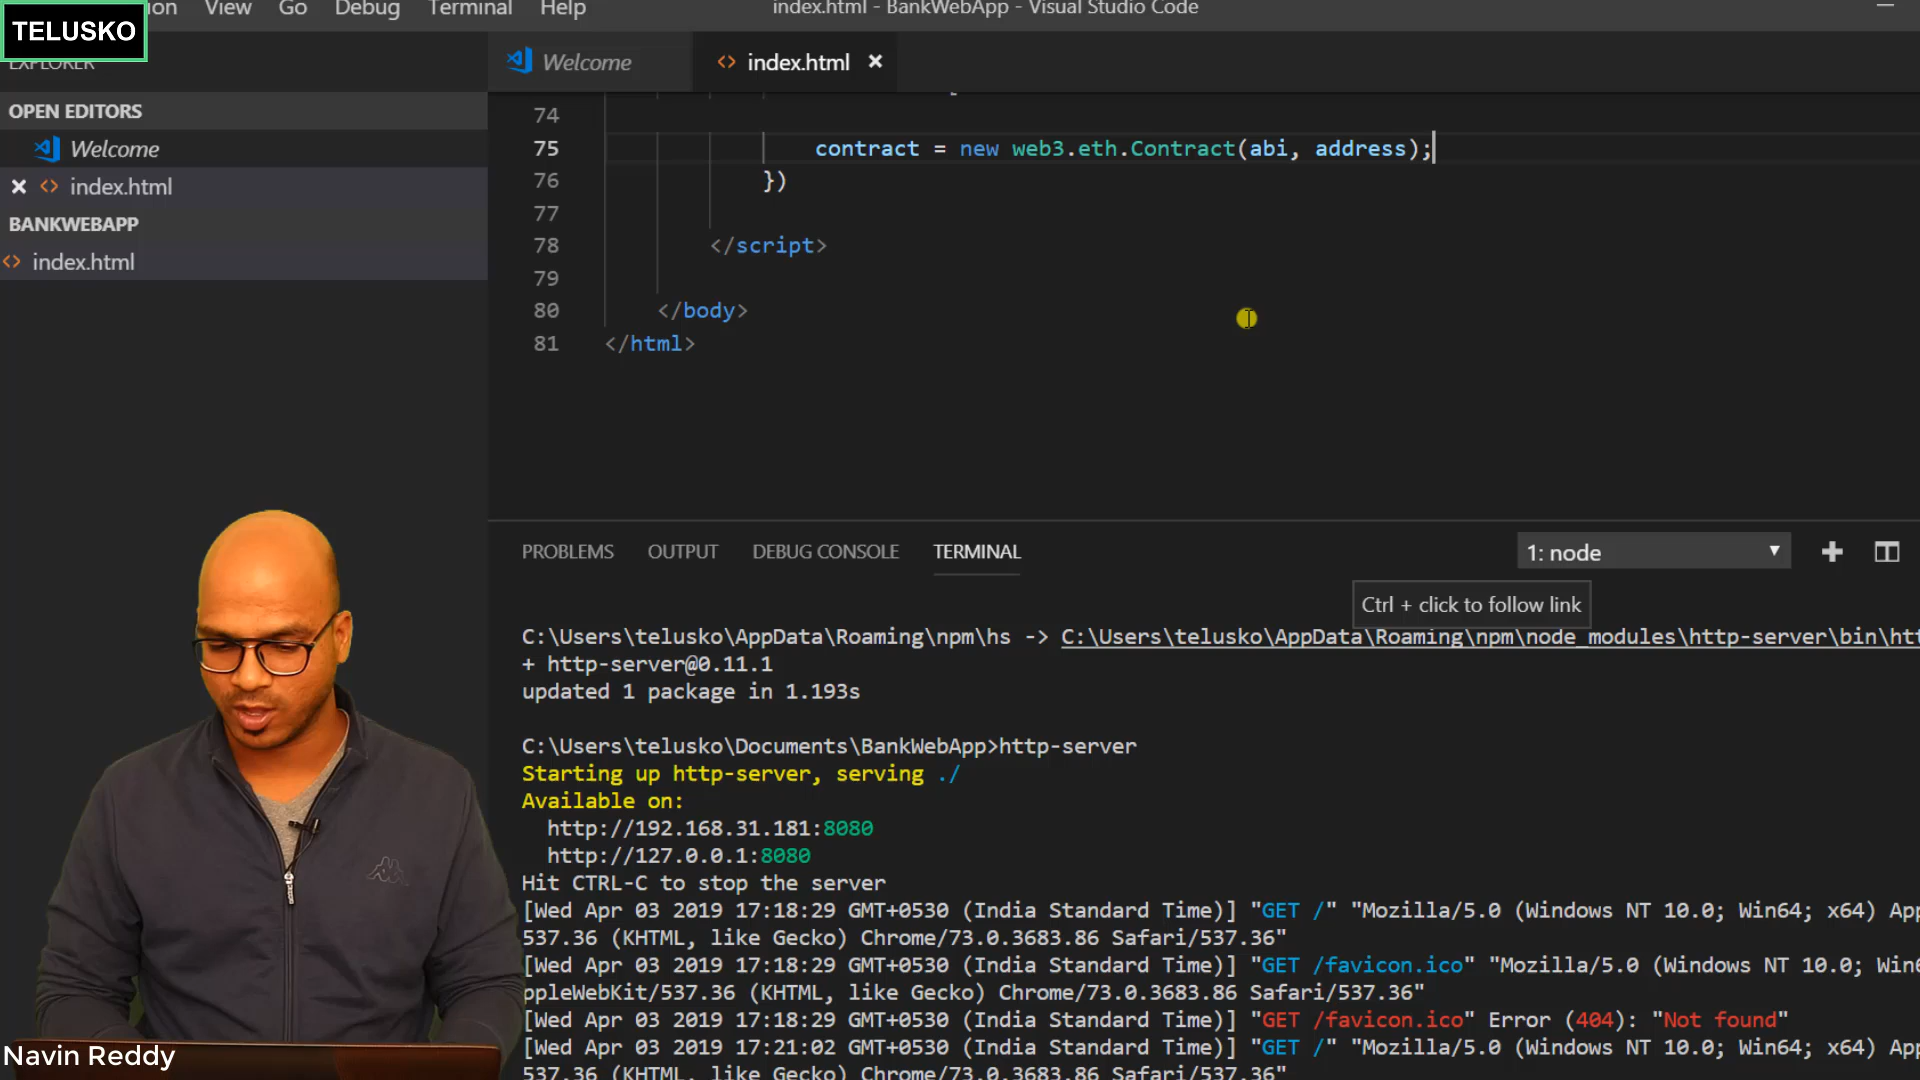 TELUSKO
ion View Go Debug Terminal Help
index.html - BankWebApp - Visual Studio Code
EXPLORER
OPEN EDITORS
Welcome
index.html
BANKWEBAPP
index.html
Welcome
index.html
74
75 contract = new web3.eth.Contract(abi, address);
76 })
77
78 </script>
79
80 </body>
81 </html>
PROBLEMS OUTPUT DEBUG CONSOLE TERMINAL
1: node
Ctrl + click to follow link
C:\Users\telusko\AppData\Roaming\npm\hs -> C:\Users\telusko\AppData\Roaming\npm\node_modules\http-server\bin\htt
+ http-server@0.11.1
updated 1 package in 1.193s
C:\Users\telusko\Documents\BankWebApp>http-server
Starting up http-server, serving ./
Available on:
http://192.168.31.181:8080
http://127.0.0.1:8080
Hit CTRL-C to stop the server
[Wed Apr 03 2019 17:18:29 GMT+0530 (India Standard Time)] "GET /" "Mozilla/5.0 (Windows NT 10.0; Win64; x64) App
537.36 (KHTML, like Gecko) Chrome/73.0.3683.86 Safari/537.36"
[Wed Apr 03 2019 17:18:29 GMT+0530 (India Standard Time)] "GET /favicon.ico" "Mozilla/5.0 (Windows NT 10.0; Win6
ppleWebKit/537.36 (KHTML, like Gecko) Chrome/73.0.3683.86 Safari/537.36"
[Wed Apr 03 2019 17:18:29 GMT+0530 (India Standard Time)] "GET /favicon.ico" Error (404): "Not found"
[Wed Apr 03 2019 17:21:02 GMT+0530 (India Standard Time)] "GET /" "Mozilla/5.0 (Windows NT 10.0; Win64; x64) App
537.36 (KHTML, like Gecko) Chrome/73.0.3683.86 Safari/537.36"
Navin Reddy